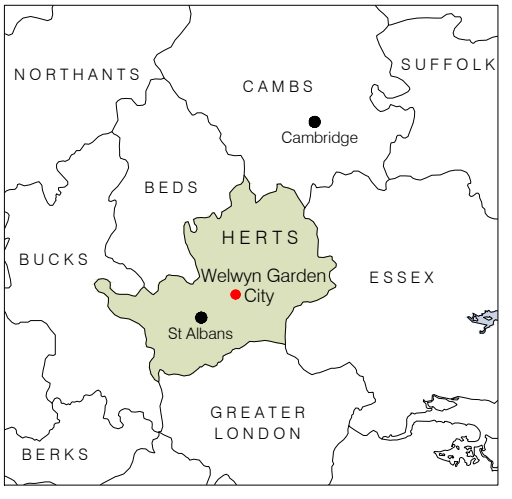 SUFFOLK
NORTHANTS
CAMBS
Cambridge
BEDS
HERTS
BUCKS
Welwyn Garden
City
ESSEX
St Albans
GREATER
LONDON
BERKS